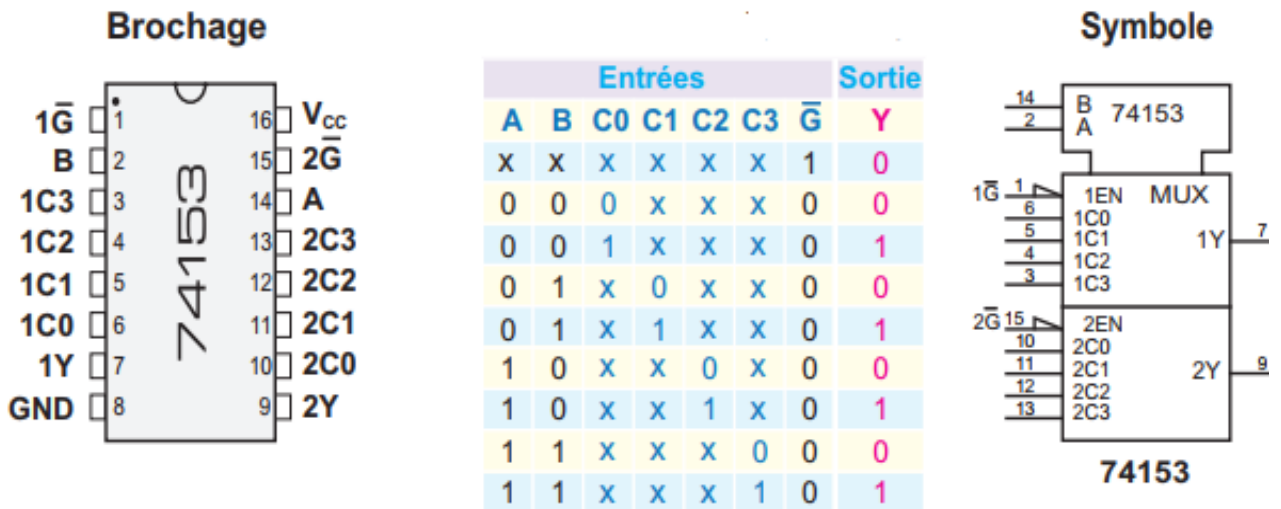 Brochage
1G̅ 1 16 Vcc
B 2 15 2G̅
1C3 3 14 A
1C2 4 13 2C3
1C1 5 12 2C2
1C0 6 11 2C1
1Y 7 10 2C0
GND 8 9 2Y
74153
Entrées Sortie
A B C0 C1 C2 C3 G̅ Y
x x x x x x 1 0
0 0 0 x x x 0 0
0 0 1 x x x 0 1
0 1 x 0 x x 0 0
0 1 x 1 x x 0 1
1 0 x x 0 x 0 0
1 0 x x 1 x 0 1
1 1 x x x 0 0 0
1 1 x x x 1 0 1
Symbole
14 B 74153
2 A
1G̅ 1 1EN MUX
6 1C0
5 1C1 1Y 7
4 1C2
3 1C3
2G̅ 15 2EN
10 2C0
11 2C1 2Y 9
12 2C2
13 2C3
74153